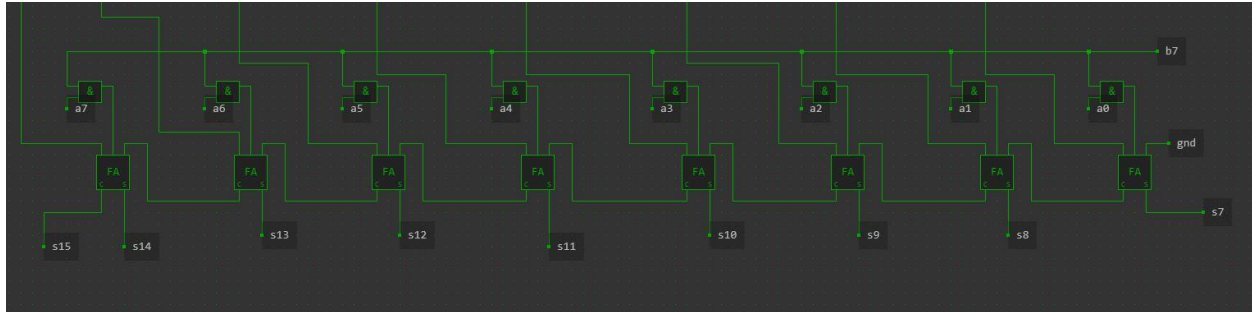 b7
& & & & & & & &
a7 a6 a5 a4 a3 a2 a1 a0
gnd
FA FA FA FA FA FA FA FA
C S C S C S C S C S C S C S C S
s7
s13 s12 s10 s9 s8
s15 s14 s11